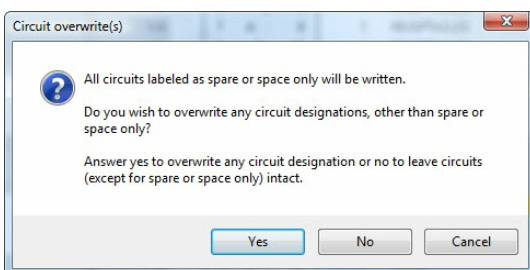 Circuit overwrite(s)
All circuits labeled as spare or space only will be written.
Do you wish to overwrite any circuit designations, other than spare or
space only?
Answer yes to overwrite any circuit designation or no to leave circuits
(except for spare or space only) intact.
Yes No Cancel